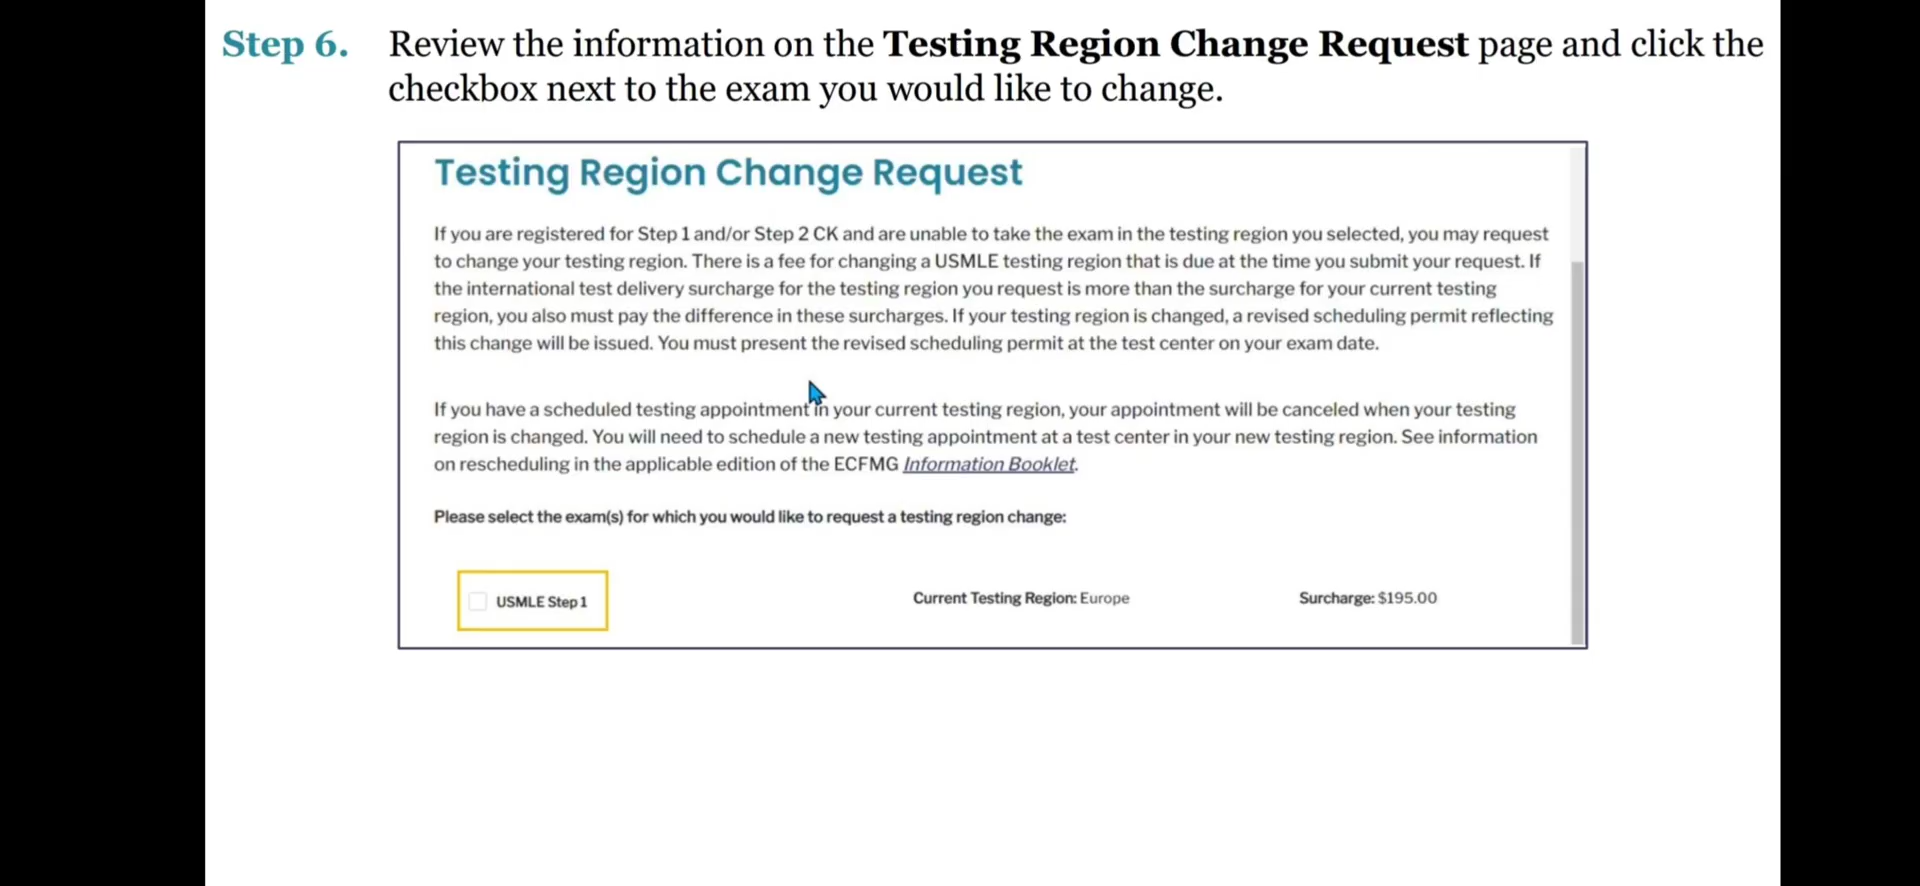 Step 6. Review the information on the Testing Region Change Request page and click the
checkbox next to the exam you would like to change.
Testing Region Change Request
If you are registered for Step 1 and/or Step 2 CK and are unable to take the exam in the testing region you selected, you may request
to change your testing region. There is a fee for changing a USMLE testing region that is due at the time you submit your request. If
the international test delivery surcharge for the testing region you request is more than the surcharge for your current testing
region, you also must pay the difference in these surcharges. If your testing region is changed, a revised scheduling permit reflecting
this change will be issued. You must present the revised scheduling permit at the test center on your exam date.
If you have a scheduled testing appointment in your current testing region, your appointment will be canceled when your testing
region is changed. You will need to schedule a new testing appointment at a test center in your new testing region. See information
on rescheduling in the applicable edition of the ECFMG Information Booklet.
Please select the exam(s) for which you would like to request a testing region change:
USMLE Step 1 Current Testing Region: Europe Surcharge: $195.00